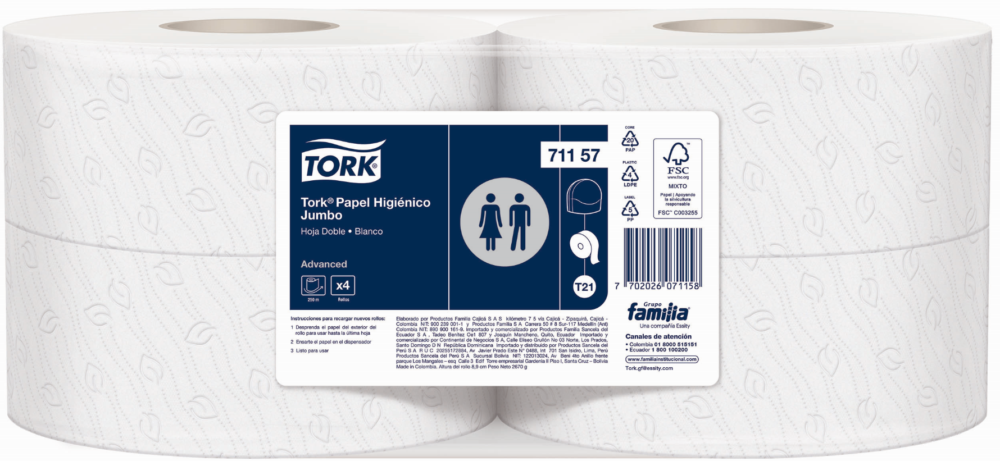 TORK®
Tork® Papel Higiénico
Jumbo
Hoja Doble • Blanco
Advanced
250 m
x4
Rollos
71157
T21
CORE
20
PAP
PLASTIC
4
LDPE
LABEL
5
PP
FSC™
www.fsc.org
MIXTO
Papel | Apoyando
la silvicultura
responsable
FSC™ C003255
7 702026 071158
Grupo
familia®
Una compañía Essity
Canales de atención
• Colombia 01 8000 515151
• Ecuador 1 800 100200
www.familiainstitucional.com
Tork.gf@essity.com
Instrucciones para recargar nuevos rollos:
1 Desprenda el papel del exterior del
rollo para usar hasta la última hoja
2 Ensarte el papel en el dispensador
3 Listo para usar
Elaborado por Productos Familia Cajicá S A S kilómetro 7 5 vía Cajicá - Zipaquirá, Cajicá -
Colombia NIT: 900 239 001-1 y Productos Familia S A Carrera 50 # 8 Sur-117 Medellín (Ant)
Colombia NIT: 890 900 161-9. Importado y comercializado por Productos Familia Sancela del
Ecuador S A , Tadeo Benítez Oe1 807 y Joaquín Mancheno, Quito, Ecuador Importado y
comercializado por Continental de Negocios S A, Calle Eliseo Grullón No 03 Norte, Los Prados,
Santo Domingo D N República Dominicana Importado y distribuido por Productos Sancela del
Perú S A R U C 20255172884, Av Javier Prado Este N° 0488, Int 701 San Isidro, Lima, Perú
Productos Sancela del Perú S A Sucursal Bolivia NIT: 122013024, Av Beni 4to Anillo frente
parque Los Mangales – esq Calle 3 Edif Torre empresarial Gardenia II Piso I, Santa Cruz – Bolivia
Made in Colombia. Altura del rollo 8,9 cm Peso Neto 2670 g